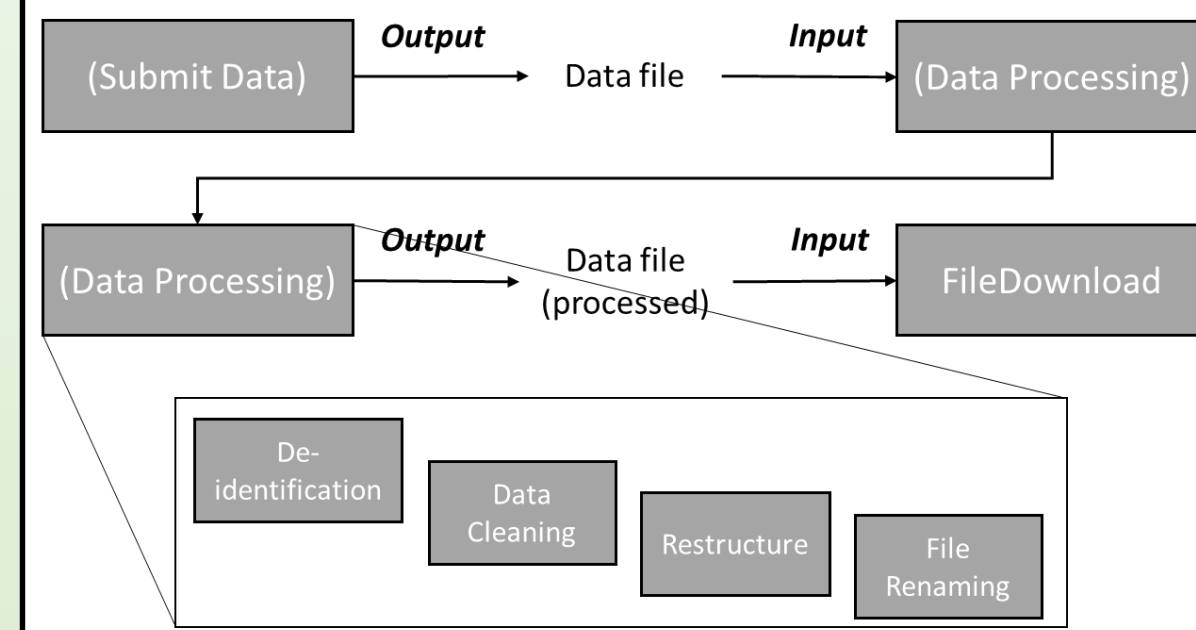 Output
Input
(Submit Data)
Data file
(Data Processing)
Output
Input
(Data Processing)
Data file
(processed)
FileDownload
De-
identification
Data
Cleaning
Restructure
File
Renaming